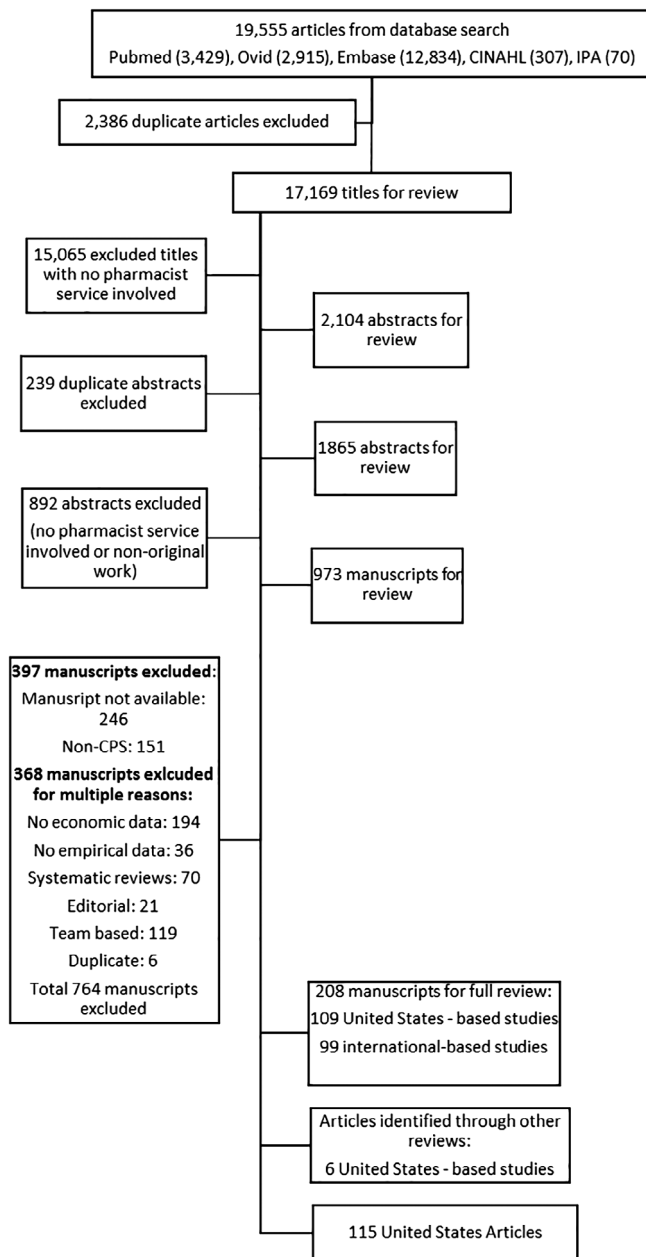 19,555 articles from database search
Pubmed (3,429), Ovid (2,915), Embase (12,834), CINAHL (307), IPA (70)
2,386 duplicate articles excluded
17,169 titles for review
15,065 excluded titles
with no pharmacist
service involved
2,104 abstracts for
review
239 duplicate abstracts
excluded
1865 abstracts for
review
892 abstracts excluded
(no pharmacist service
involved or non-original
work)
973 manuscripts for
review
397 manuscripts excluded:
Manusript not available:
246
Non-CPS: 151
368 manuscripts exlcuded
for multiple reasons:
No economic data: 194
No empirical data: 36
Systematic reviews: 70
Editorial: 21
Team based: 119
Duplicate: 6
Total 764 manuscripts
excluded
208 manuscripts for full review:
109 United States - based studies
99 international-based studies
Articles identified through other
reviews:
6 United States - based studies
115 United States Articles